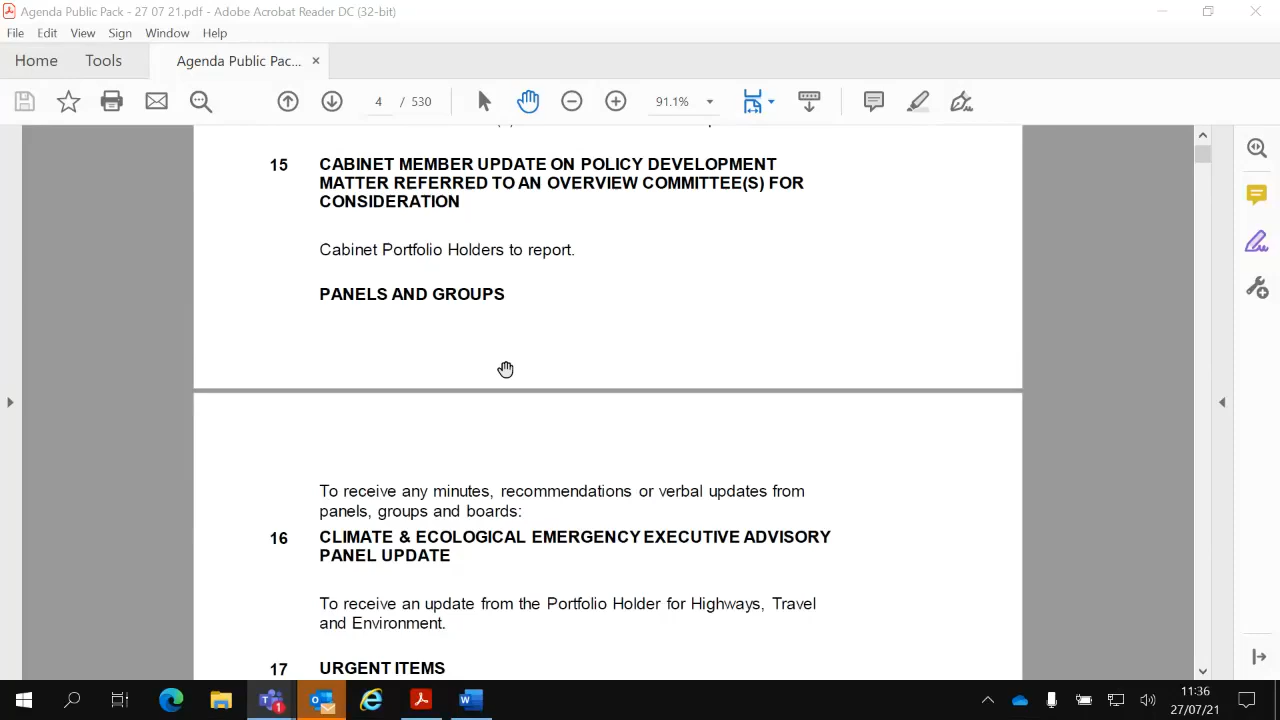 Agenda Public Pack - 27 07 21.pdf - Adobe Acrobat Reader DC (32-bit)
File Edit View Sign Window Help
Home Tools Agenda Public Pac... ×
4 / 530 91.1%
15 CABINET MEMBER UPDATE ON POLICY DEVELOPMENT
MATTER REFERRED TO AN OVERVIEW COMMITTEE(S) FOR
CONSIDERATION
Cabinet Portfolio Holders to report.
PANELS AND GROUPS
To receive any minutes, recommendations or verbal updates from
panels, groups and boards:
16 CLIMATE & ECOLOGICAL EMERGENCY EXECUTIVE ADVISORY
PANEL UPDATE
To receive an update from the Portfolio Holder for Highways, Travel
and Environment.
17 URGENT ITEMS
11:36
27/07/21